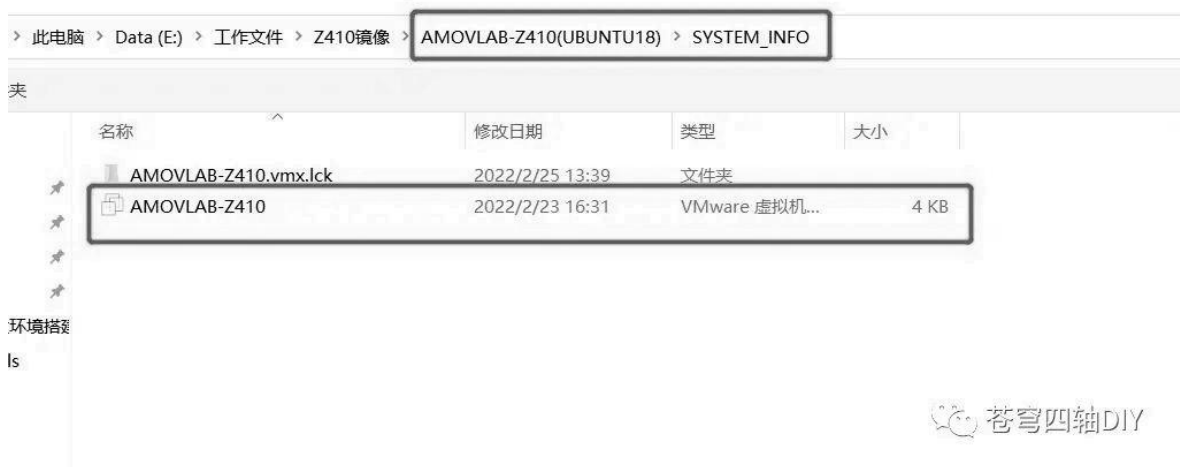 > 此电脑 > Data (E:) > 工作文件 > Z410镜像 > AMOVLAB-Z410(UBUNTU18) > SYSTEM_INFO
夹
名称 修改日期 类型 大小
AMOVLAB-Z410.vmx.lck 2022/2/25 13:39 文件夹
AMOVLAB-Z410 2022/2/23 16:31 VMware 虚拟机... 4 KB
环境搭建
ls
苍穹四轴DIY